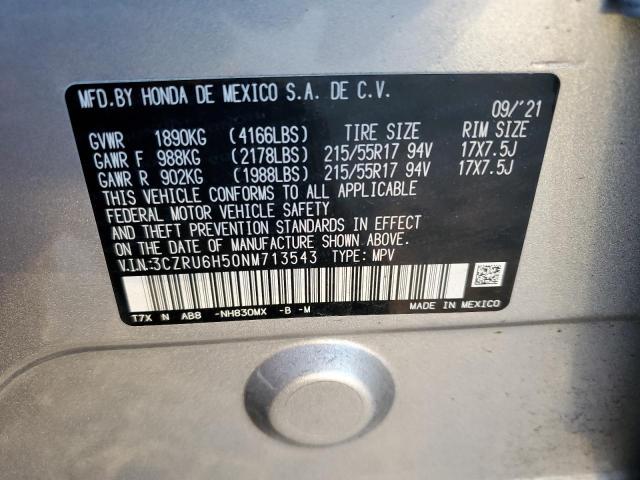 MFD.BY HONDA DE MEXICO S.A. DE C.V.
09/'21
GVWR 1890KG (4166LBS) TIRE SIZE RIM SIZE
GAWR F 988KG (2178LBS) 215/55R17 94V 17X7.5J
GAWR R 902KG (1988LBS) 215/55R17 94V 17X7.5J
THIS VEHICLE CONFORMS TO ALL APPLICABLE
FEDERAL MOTOR VEHICLE SAFETY
AND THEFT PREVENTION STANDARDS IN EFFECT
ON THE DATE OF MANUFACTURE SHOWN ABOVE.
V.I.N:3CZRU6H50NM713543 TYPE: MPV
T7X N AB8 -NH830MX -B -M MADE IN MEXICO